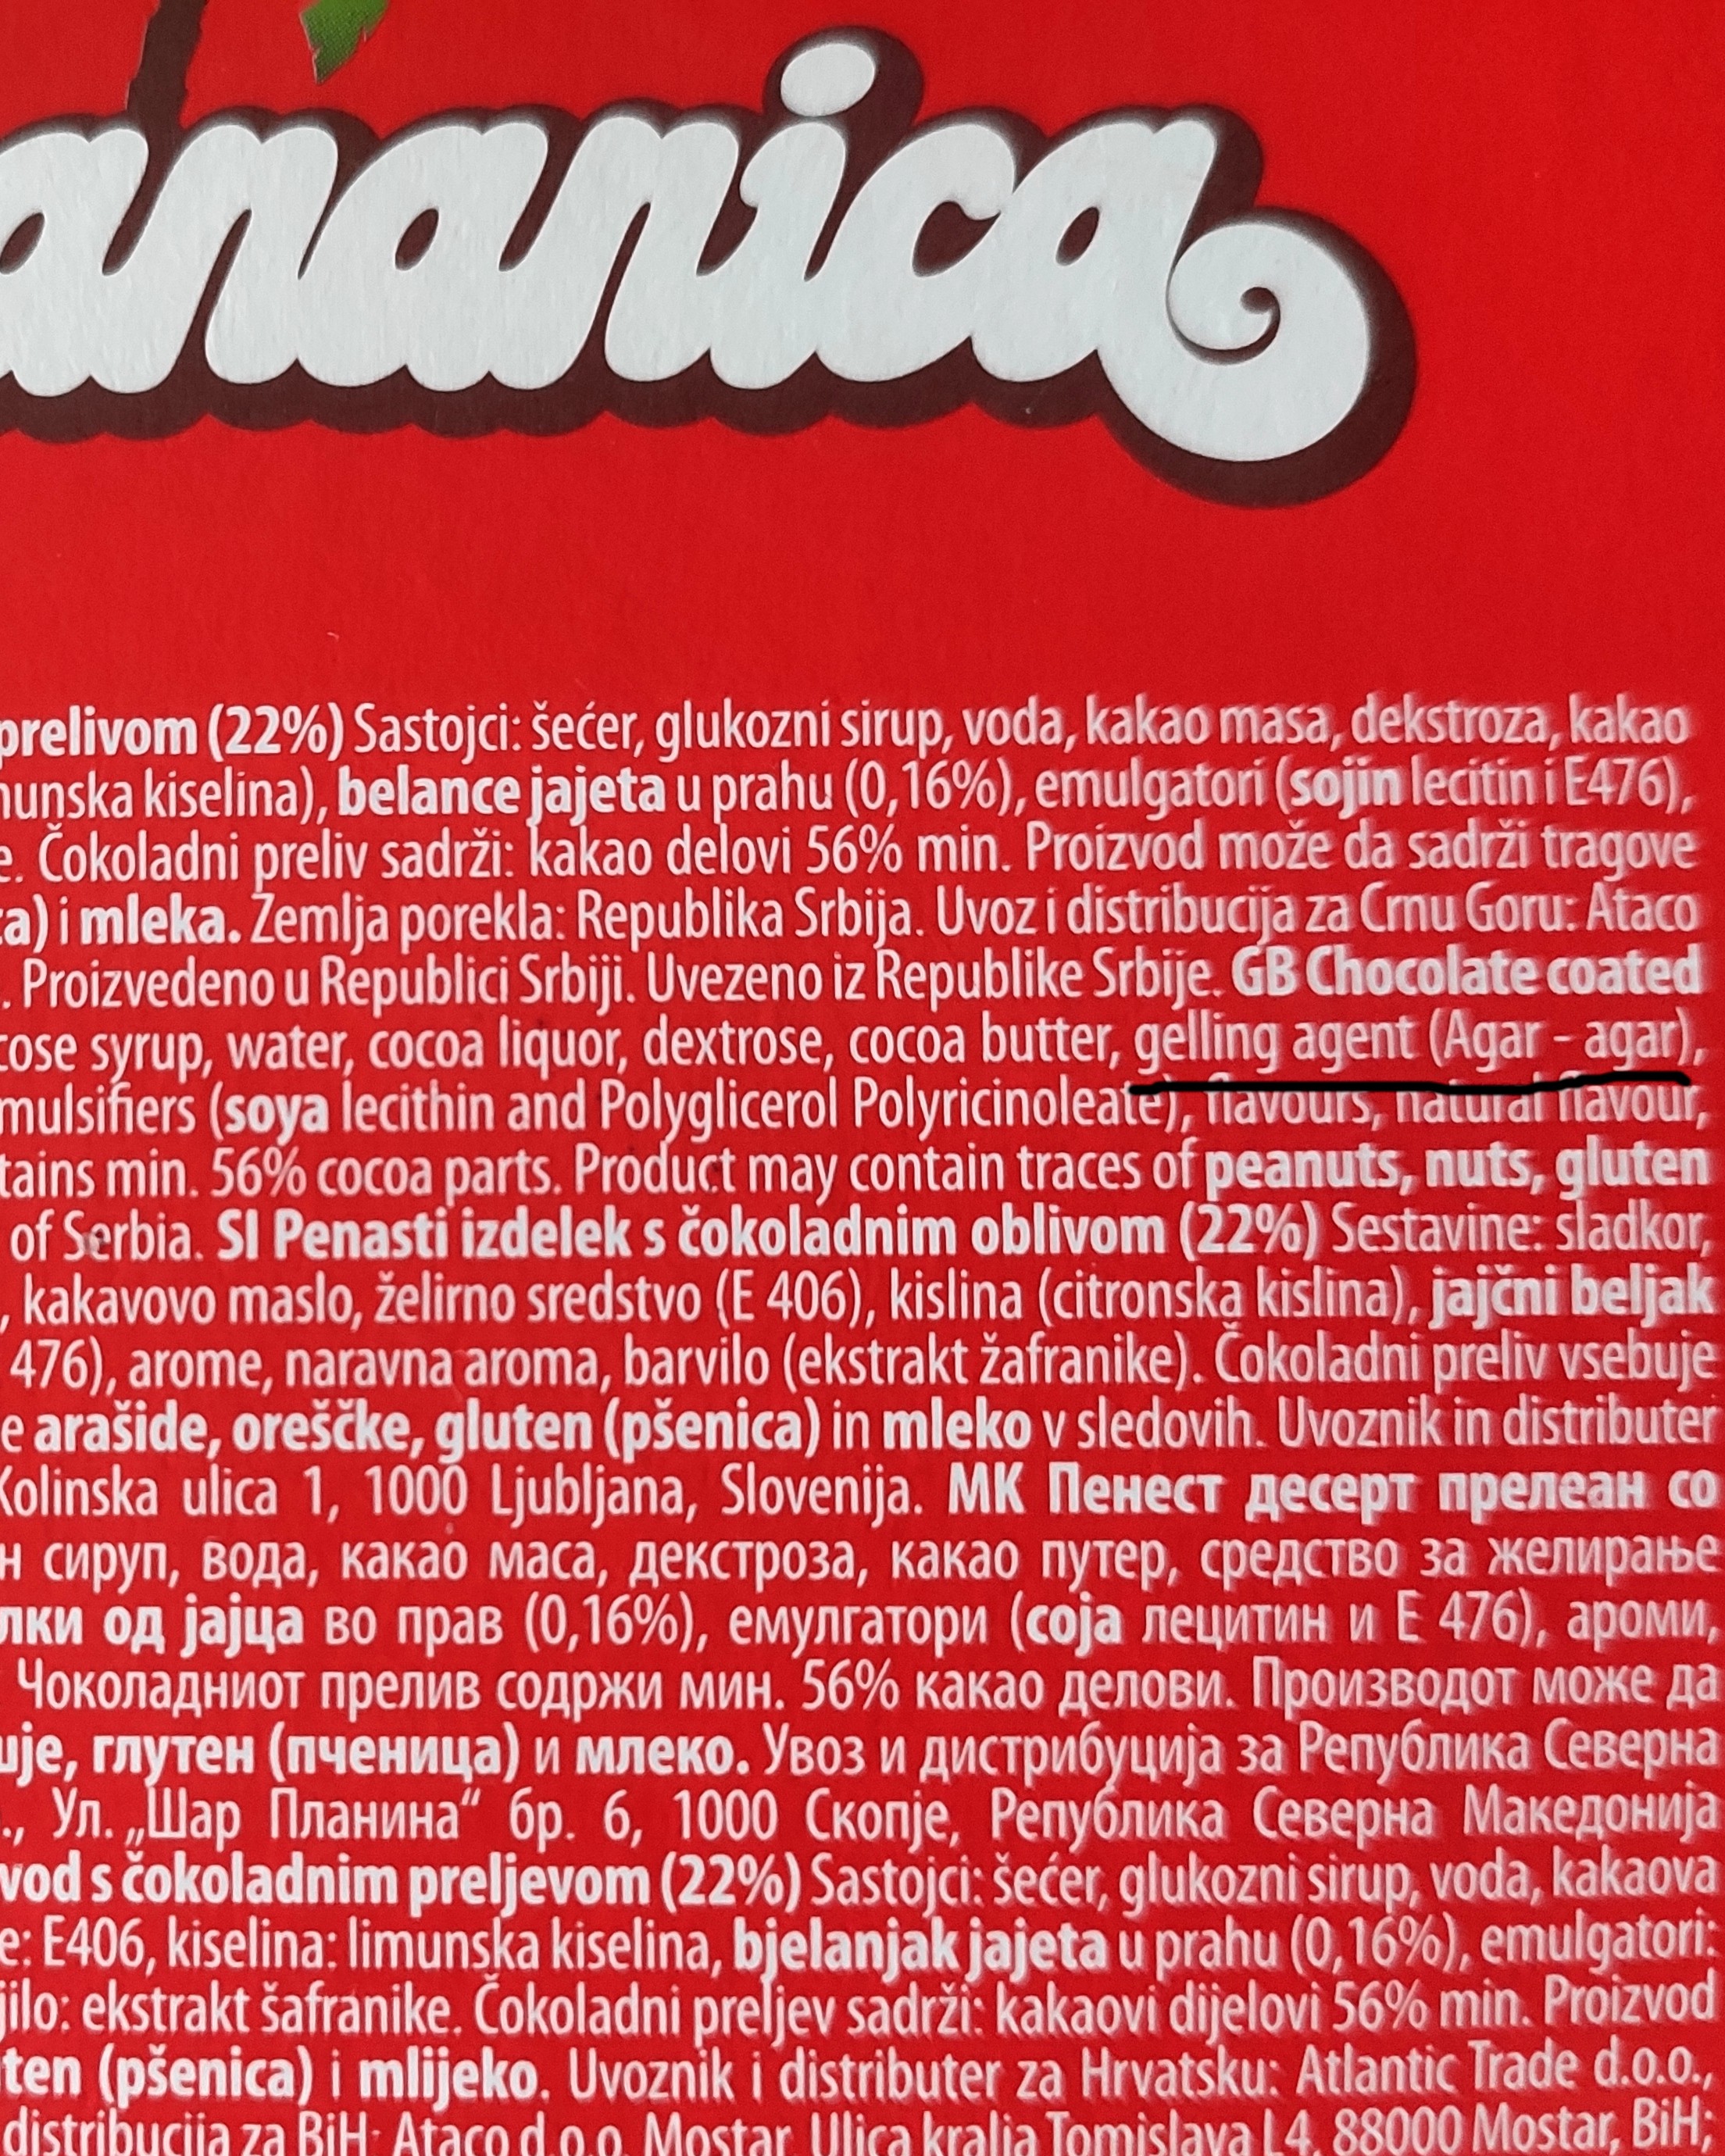 ananica
prelivom (22%) Sastojci: šećer, glukozni sirup, voda, kakao masa, dekstroza, kakao
munska kiselina), belance jajeta u prahu (0,16%), emulgatori (sojin lecitin i E476),
e. Čokoladni preliv sadrži: kakao delovi 56% min. Proizvod može da sadrži tragove
ca) i mleka. Zemlja porekla: Republika Srbija. Uvoz i distribucija za Crnu Goru: Ataco
. Proizvedeno u Republici Srbiji. Uvezeno iz Republike Srbije. GB Chocolate coated
cose syrup, water, cocoa liquor, dextrose, cocoa butter, gelling agent (Agar - agar),
mulsifiers (soya lecithin and Polyglicerol Polyricinoleate), flavours, natural flavour,
tains min. 56% cocoa parts. Product may contain traces of peanuts, nuts, gluten
of Serbia. SI Penasti izdelek s čokoladnim oblivom (22%) Sestavine: sladkor,
, kakavovo maslo, želirno sredstvo (E 406), kislina (citronska kislina), jajčni beljak
476), arome, naravna aroma, barvilo (ekstrakt žafranike). Čokoladni preliv vsebuje
e arašide, oreščke, gluten (pšenica) in mleko v sledovih. Uvoznik in distributer
Kolinska ulica 1, 1000 Ljubljana, Slovenija. МК Пенест десерт прелеан со
н сируп, вода, какао маса, декстроза, какао путер, средство за желирање
лки од јајца во прав (0,16%), емулгатори (соја лецитин и Е 476), ароми,
Чоколадниот прелив содржи мин. 56% какао делови. Производот може да
је, глутен (пченица) и млеко. Увоз и дистрибуција за Република Северна
., Ул. „Шар Планина“ бр. 6, 1000 Скопје, Република Северна Македонија
vod s čokoladnim preljevom (22%) Sastojci: šećer, glukozni sirup, voda, kakaova
e: E406, kiselina: limunska kiselina, bjelanjak jajeta u prahu (0,16%), emulgatori:
jilo: ekstrakt šafranike. Čokoladni preljev sadrži: kakaovi dijelovi 56% min. Proizvod
ten (pšenica) i mlijeko. Uvoznik i distributer za Hrvatsku: Atlantic Trade d.o.o.,
distribucija za BiH: Ataco d.o.o. Mostar, Ulica kralja Tomislava L4, 88000 Mostar, BiH;